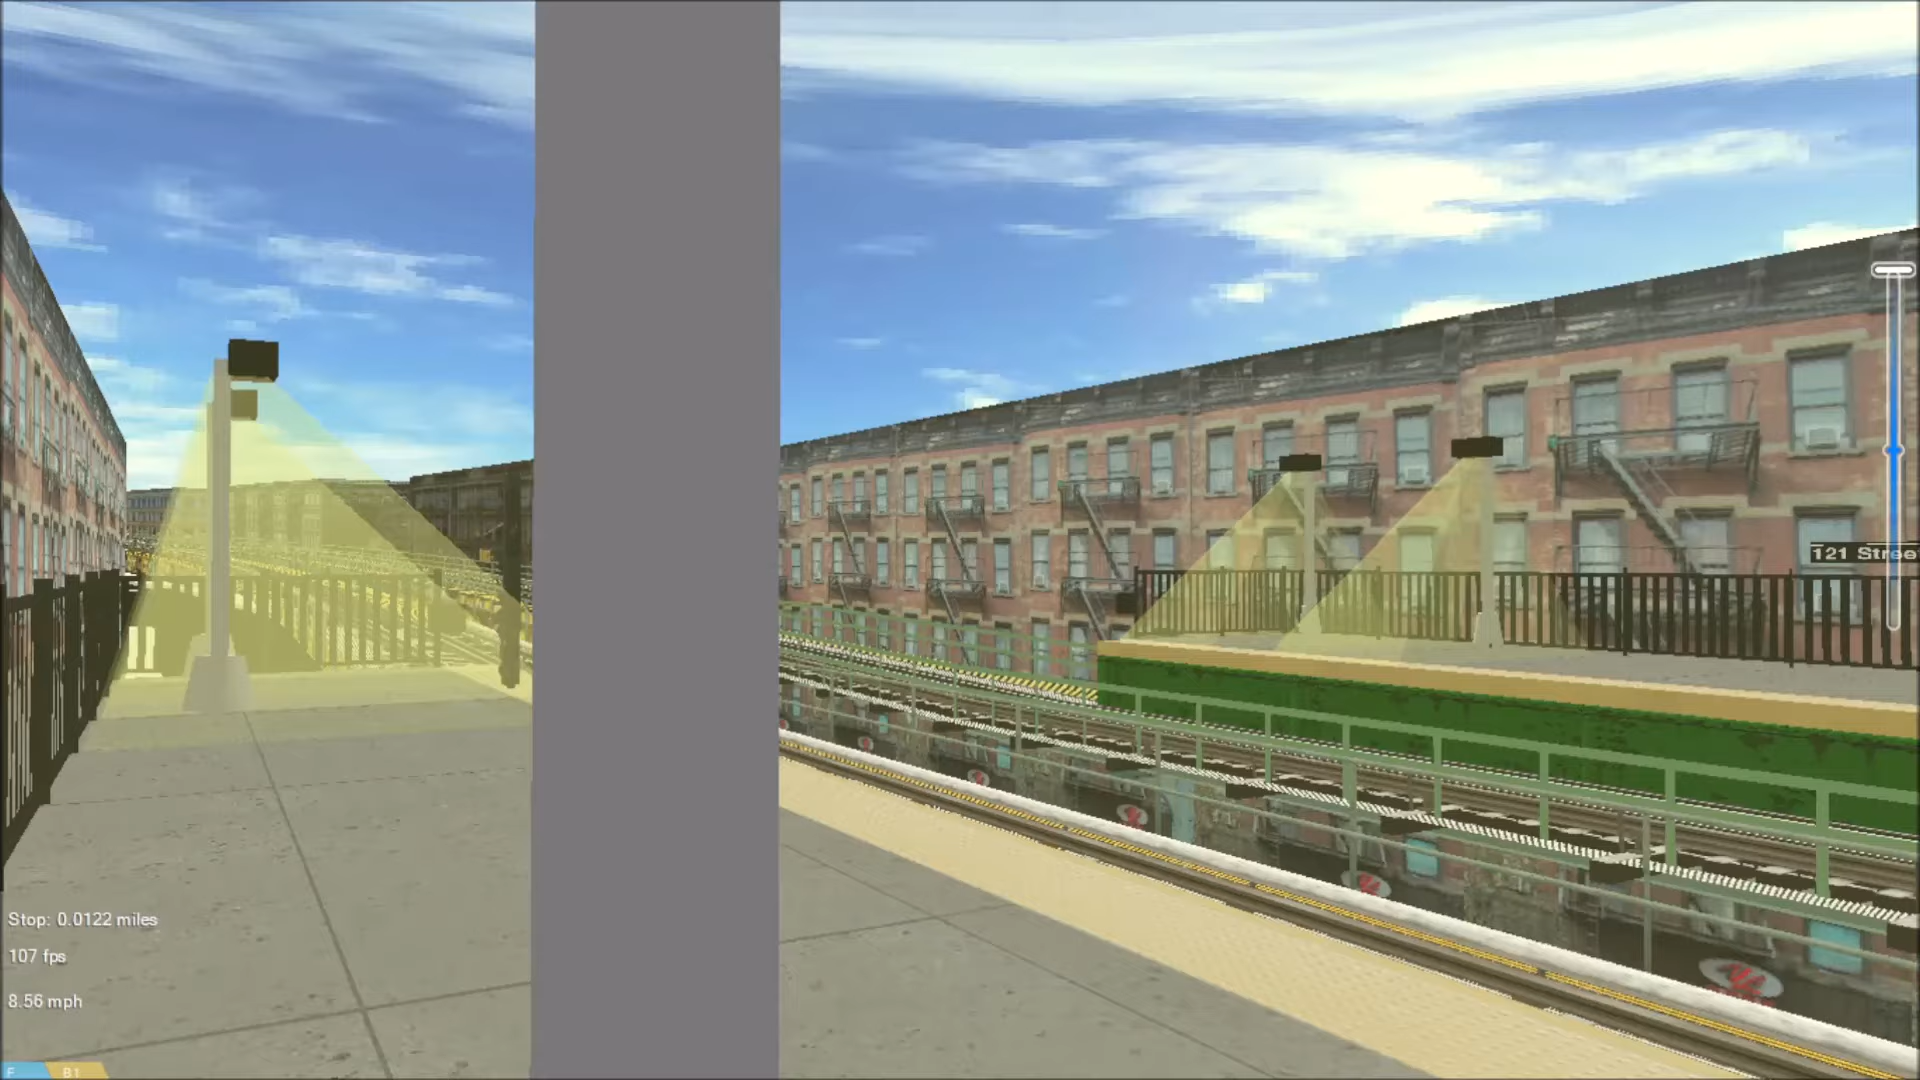 121 Stree
Stop: 0.0122 miles
107 fps
8.56 mph
F B1